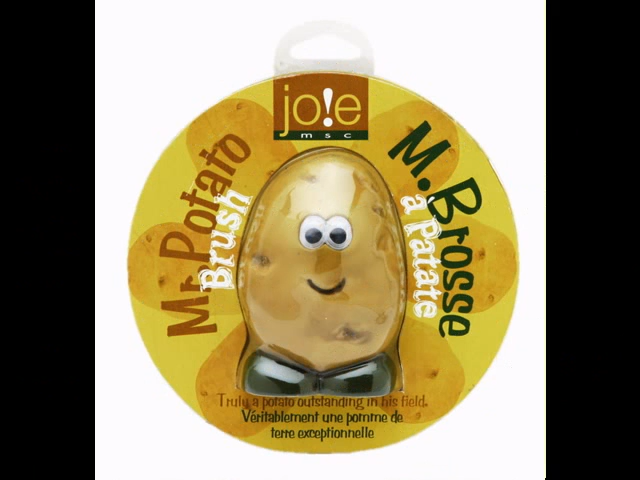 jo!e
msc
Mr. Potato
Brush
M. Brosse
à Patate
Truly a potato outstanding in his field.
Véritablement une pomme de
terre exceptionnelle